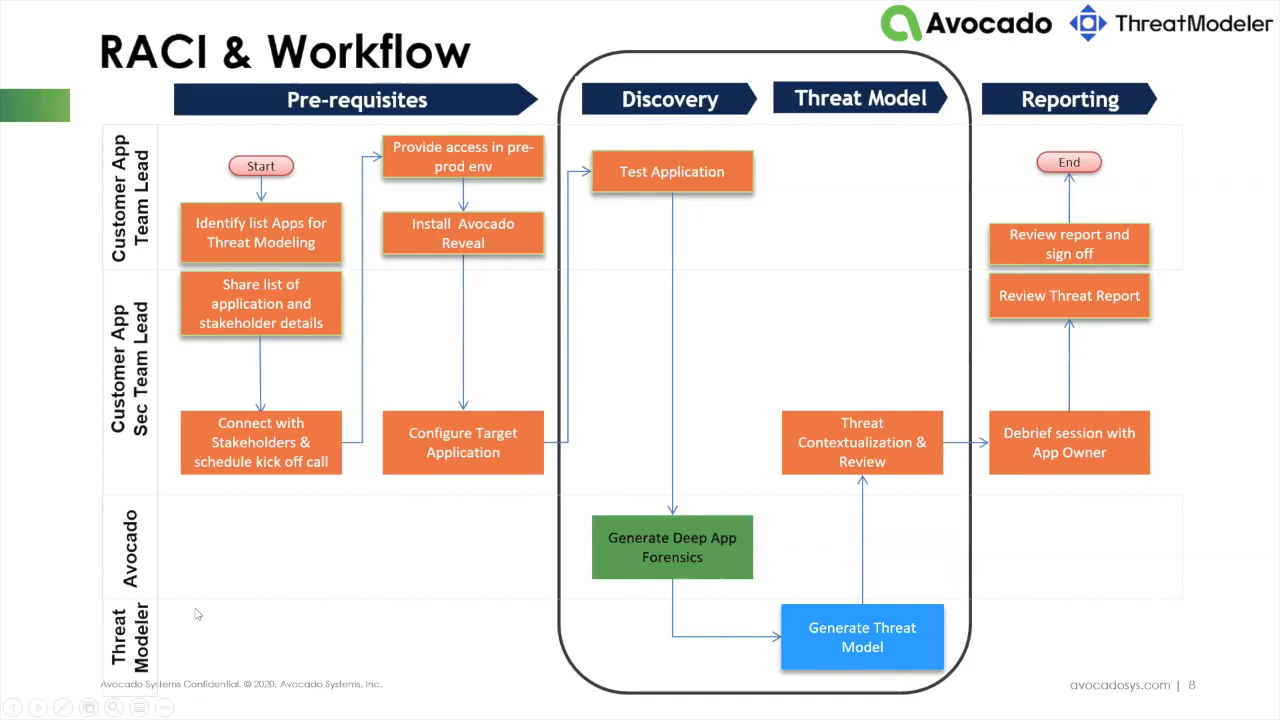 Avocado
ThreatModeler
RACI & Workflow
Pre-requisites
Discovery
Threat Model
Reporting
Customer App
Team Lead
Start
Identify list Apps for
Threat Modeling
Provide access in pre-
prod env
Install Avocado
Reveal
Test Application
End
Review report and
sign off
Customer App
Sec Team Lead
Share list of
application and
stakeholder details
Connect with
Stakeholders &
schedule kick off call
Configure Target
Application
Threat
Contextualization &
Review
Review Threat Report
Debrief session with
App Owner
Avocado
Generate Deep App
Forensics
Threat
Modeler
Generate Threat
Model
Avocado Systems Confidential. © 2020, Avocado Systems, Inc.
avocadosys.com | 8